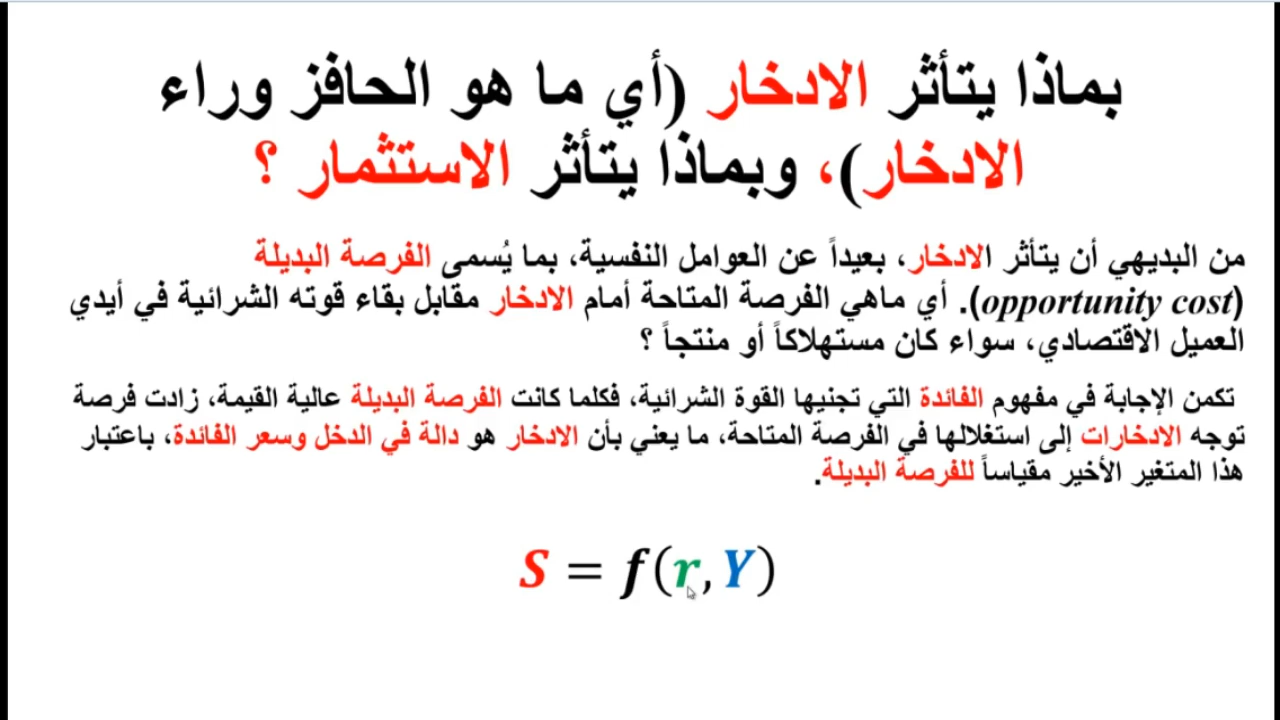 بماذا يتأثر الادخار (أي ما هو الحافز وراء
الادخار)، وبماذا يتأثر الاستثمار ؟
من البديهي أن يتأثر الادخار، بعيداً عن العوامل النفسية، بما يُسمى الفرصة البديلة
(opportunity cost). أي ماهي الفرصة المتاحة أمام الادخار مقابل بقاء قوته الشرائية في أيدي
العميل الاقتصادي، سواء كان مستهلاكاً أو منتجاً ؟
تكمن الإجابة في مفهوم الفائدة التي تجنيها القوة الشرائية، فكلما كانت الفرصة البديلة عالية القيمة، زادت فرصة
توجه الادخارات إلى استغلالها في الفرصة المتاحة، ما يعني بأن الادخار هو دالة في الدخل وسعر الفائدة، باعتبار
هذا المتغير الأخير مقياساً للفرصة البديلة.
S = f(r, Y)